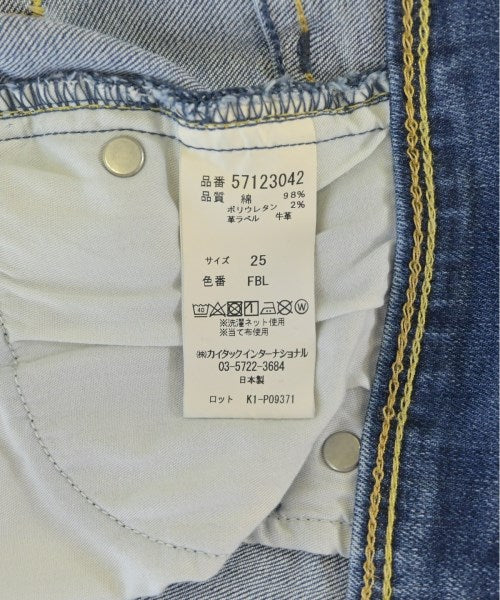 品番 57123042
品質 綿 98%
ポリウレタン 2%
革ラベル 牛革
サイズ 25
色番 FBL
40 W
※洗濯ネット使用
※当て布使用
㈱カイタックインターナショナル
03-5722-3684
日本製
ロット K1-P09371